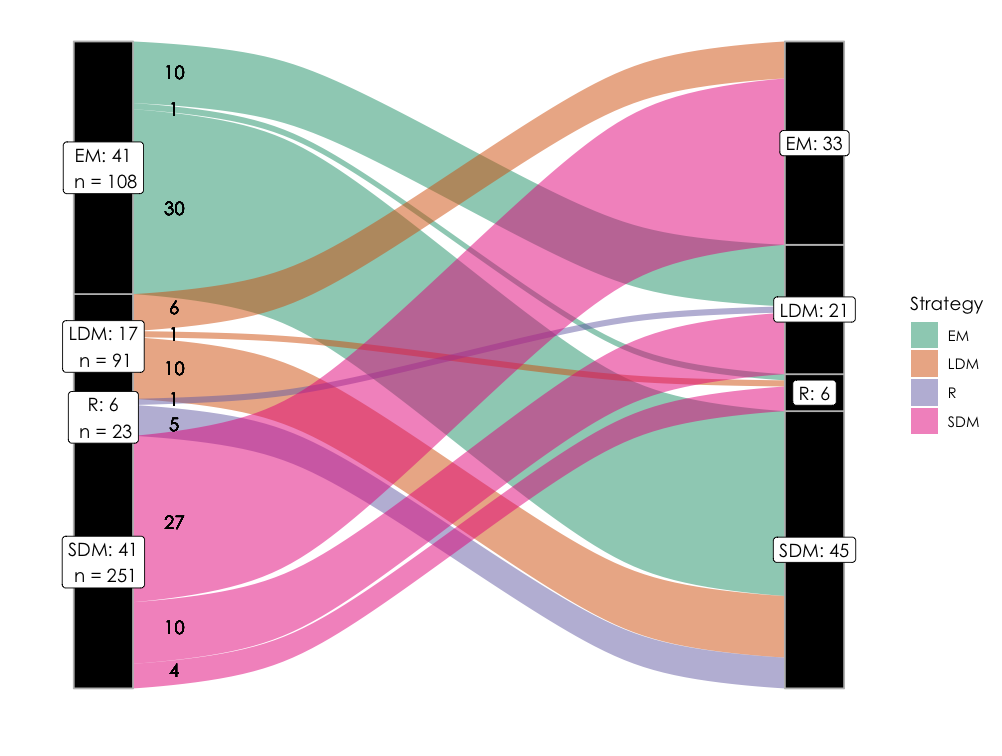 10
1
30
6
1
10
1
5
27
10
4
EM: 41
n = 108
LDM: 17
n = 91
R: 6
n = 23
SDM: 41
n = 251
EM: 33
LDM: 21
R: 6
SDM: 45
Strategy
EM
LDM
R
SDM